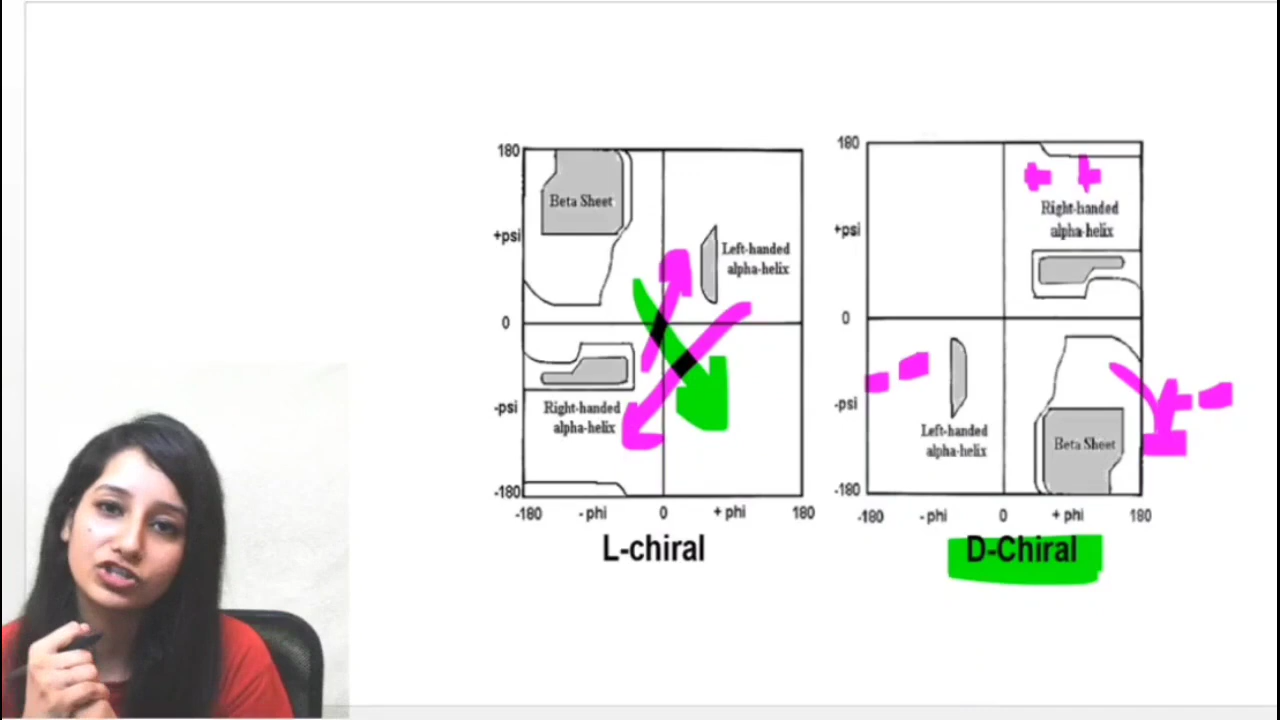 180
Beta Sheet
+psi
Left-handed
alpha-helix
0
-psi
Right-handed
alpha-helix
-180
-180
- phi
0
+ phi
180
L-chiral
180
Right-handed
alpha-helix
+psi
0
-psi
Left-handed
alpha-helix
Beta Sheet
-180
-180
- phi
0
+ phi
180
D-Chiral